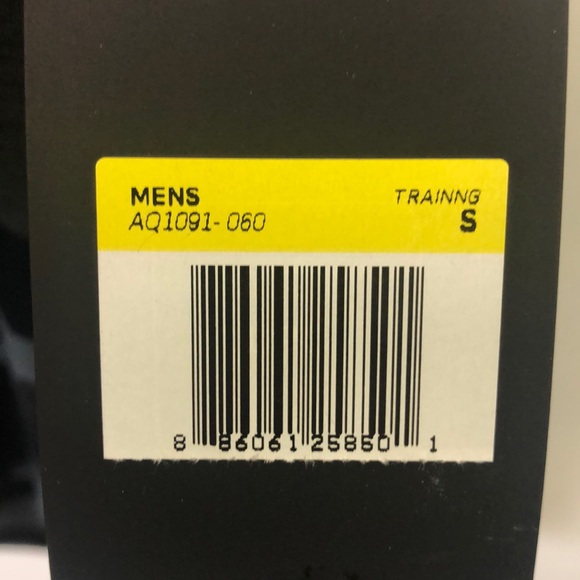 MENS
TRAINNG
AQ1091-060
S
8 86061 25850 1